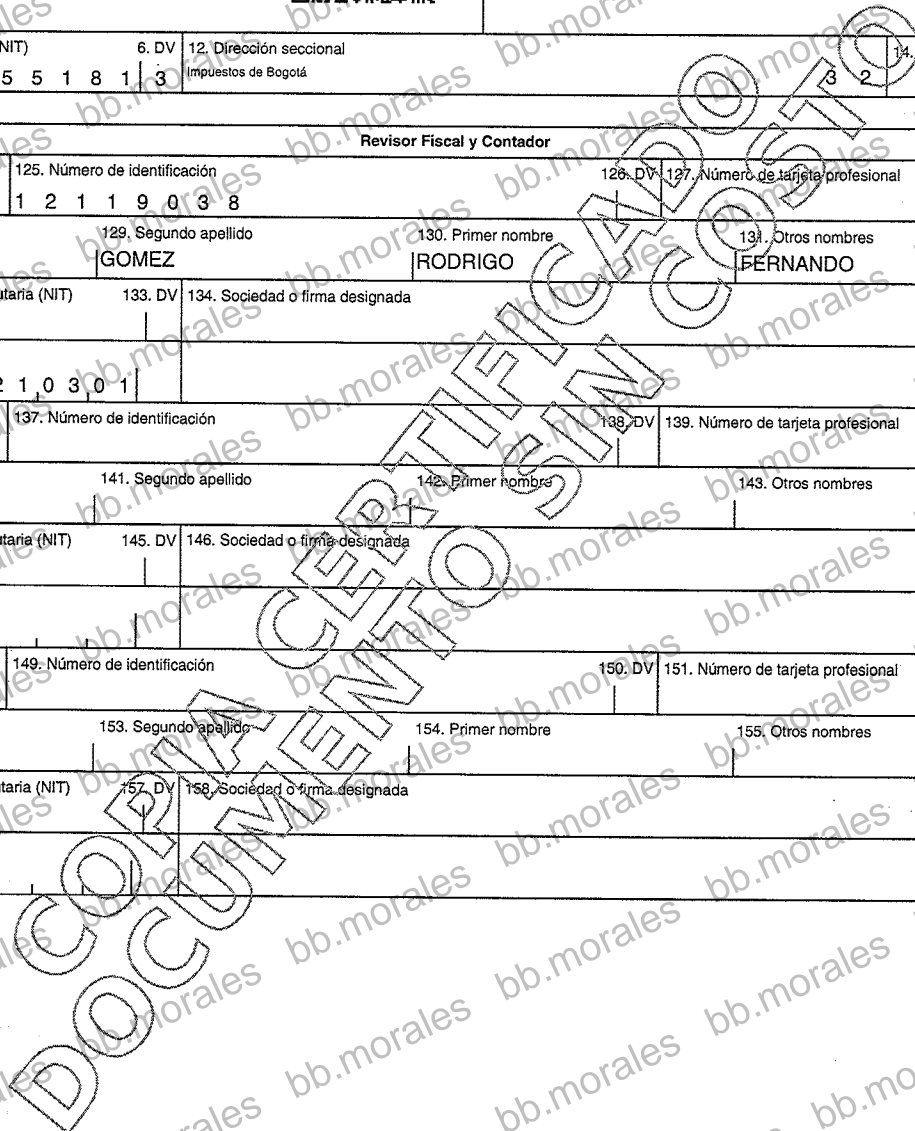 NIT) 6. DV 12. Dirección seccional 14.
5 5 1 8 1 3 Impuestos de Bogotá 3 2
Revisor Fiscal y Contador
125. Número de identificación 126. DV 127. Número de tarjeta profesional
1 2 1 1 9 0 3 8
129. Segundo apellido 130. Primer nombre 131. Otros nombres
GOMEZ RODRIGO FERNANDO
utaria (NIT) 133. DV 134. Sociedad o firma designada
2 1 0 3 0 1
137. Número de identificación 138. DV 139. Número de tarjeta profesional
141. Segundo apellido 142. Primer nombre 143. Otros nombres
utaria (NIT) 145. DV 146. Sociedad o firma designada
149. Número de identificación 150. DV 151. Número de tarjeta profesional
153. Segundo apellido 154. Primer nombre 155. Otros nombres
utaria (NIT) 157. DV 158. Sociedad o firma designada
COPIA CERTIFICADO
DOCUMENTO SIN COSTO
bb.morales